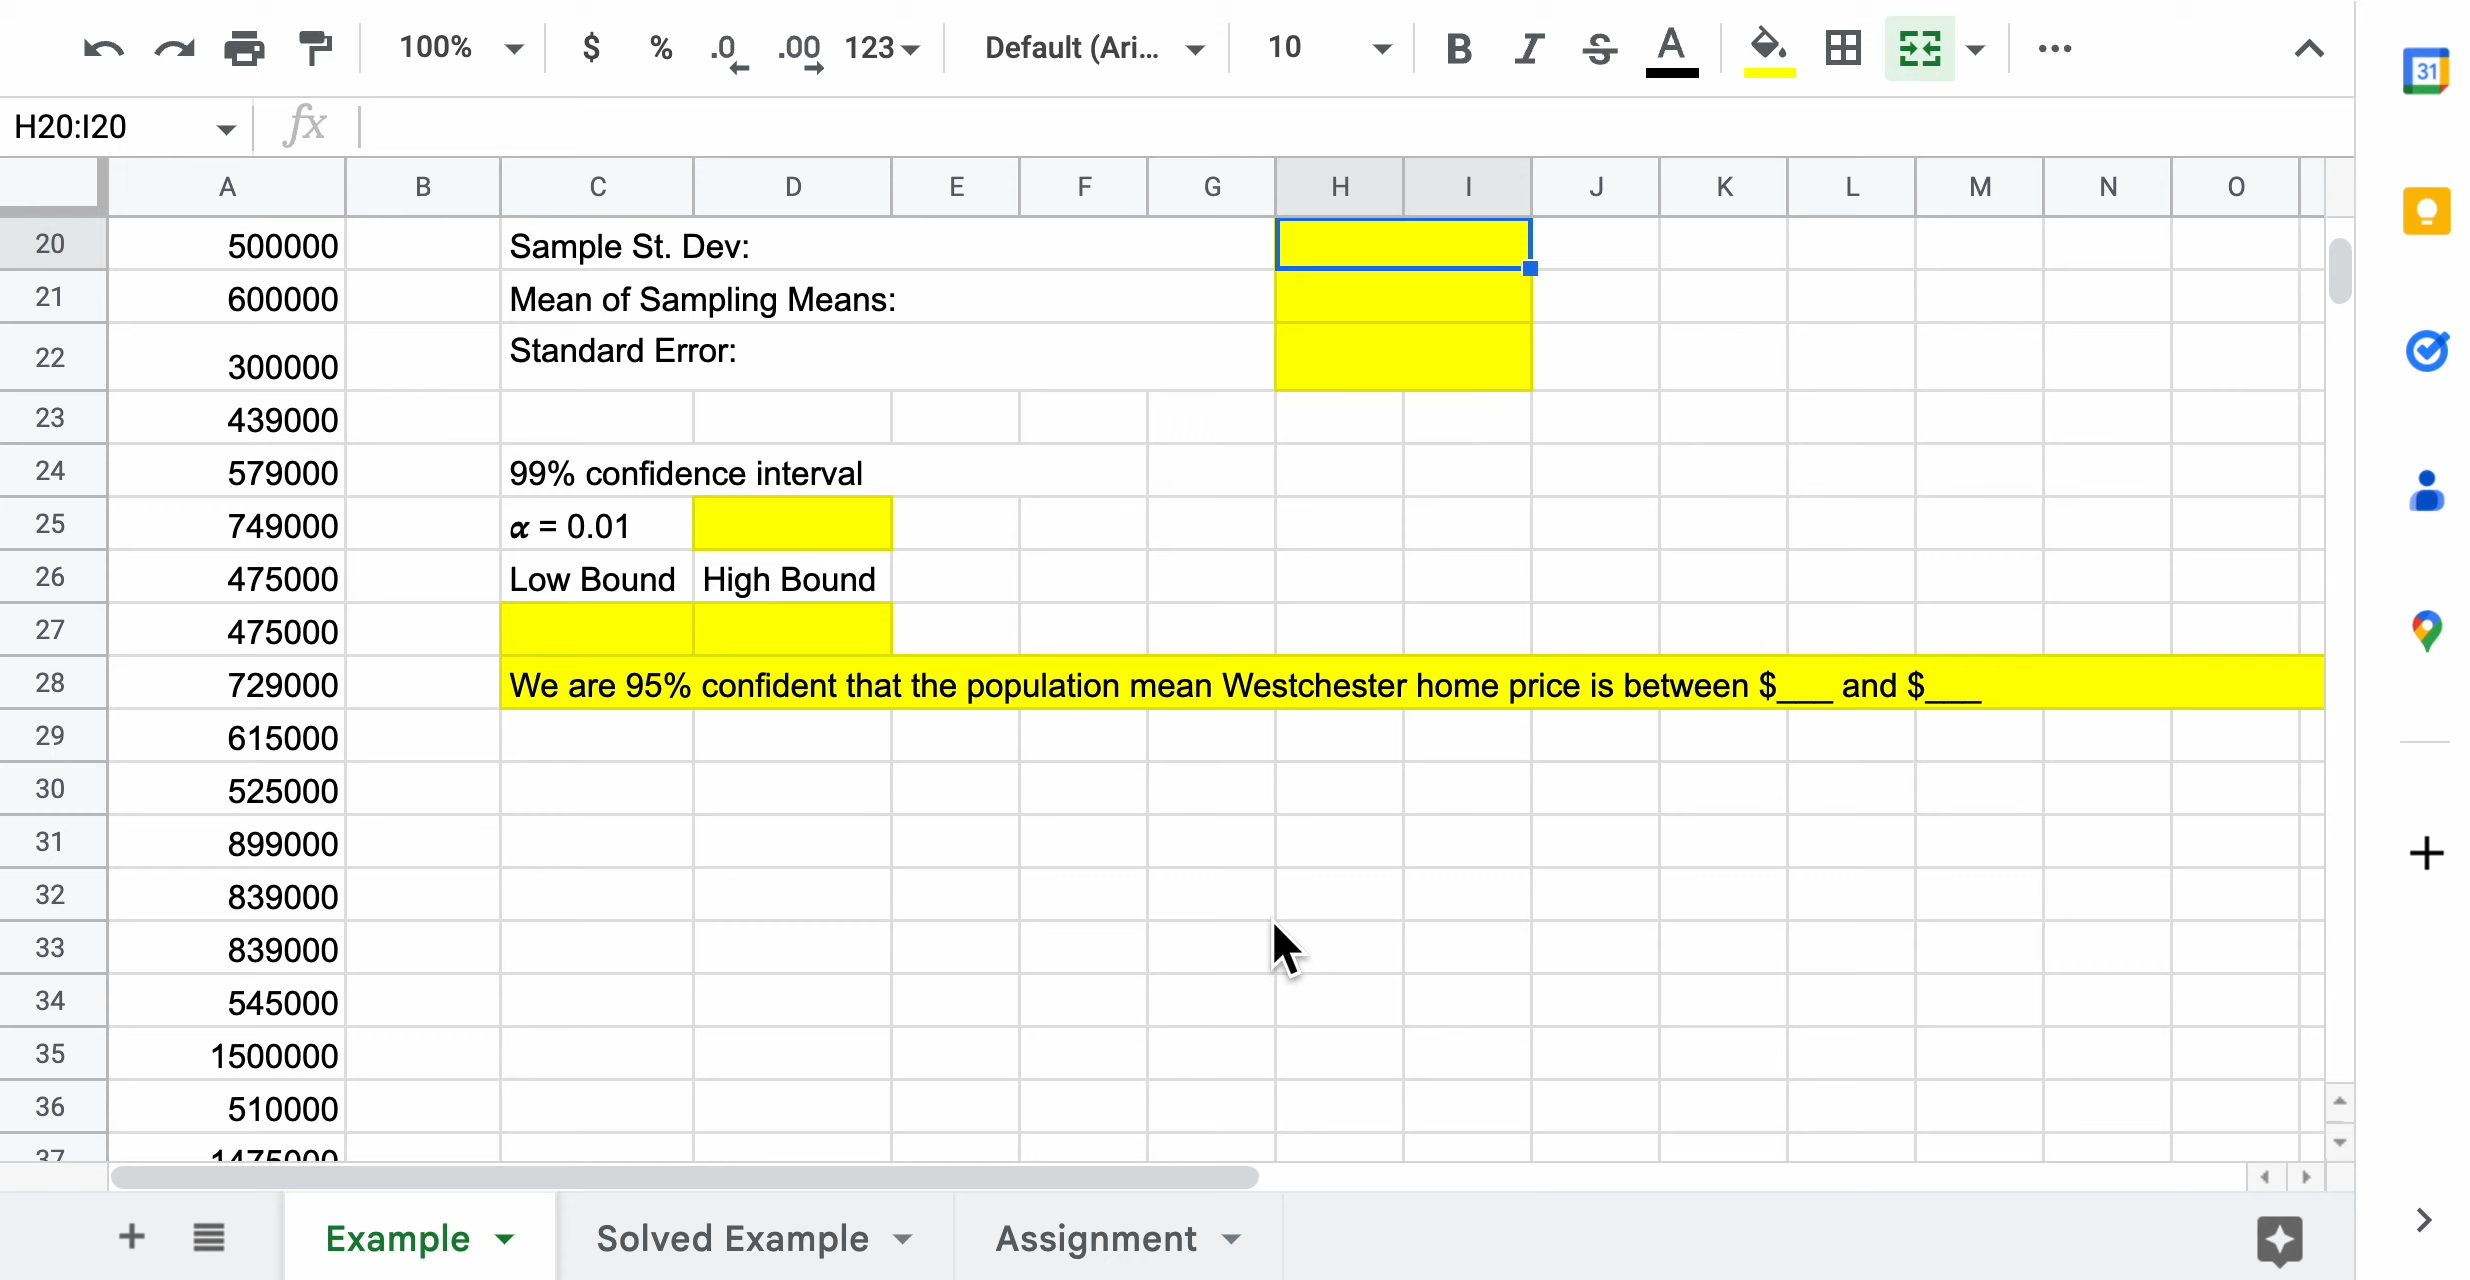 100% $ % .0 .00 123 Default (Ari... 10 B I S A
31
H20:I20 fx
A B C D E F G H I J K L M N O
20 500000 Sample St. Dev:
21 600000 Mean of Sampling Means:
22 300000 Standard Error:
23 439000
24 579000 99% confidence interval
25 749000 𝜶 = 0.01
26 475000 Low Bound High Bound
27 475000
28 729000 We are 95% confident that the population mean Westchester home price is between $___ and $___
29 615000
30 525000
31 899000
32 839000
33 839000
34 545000
35 1500000
36 510000
37 1475000
Example Solved Example Assignment